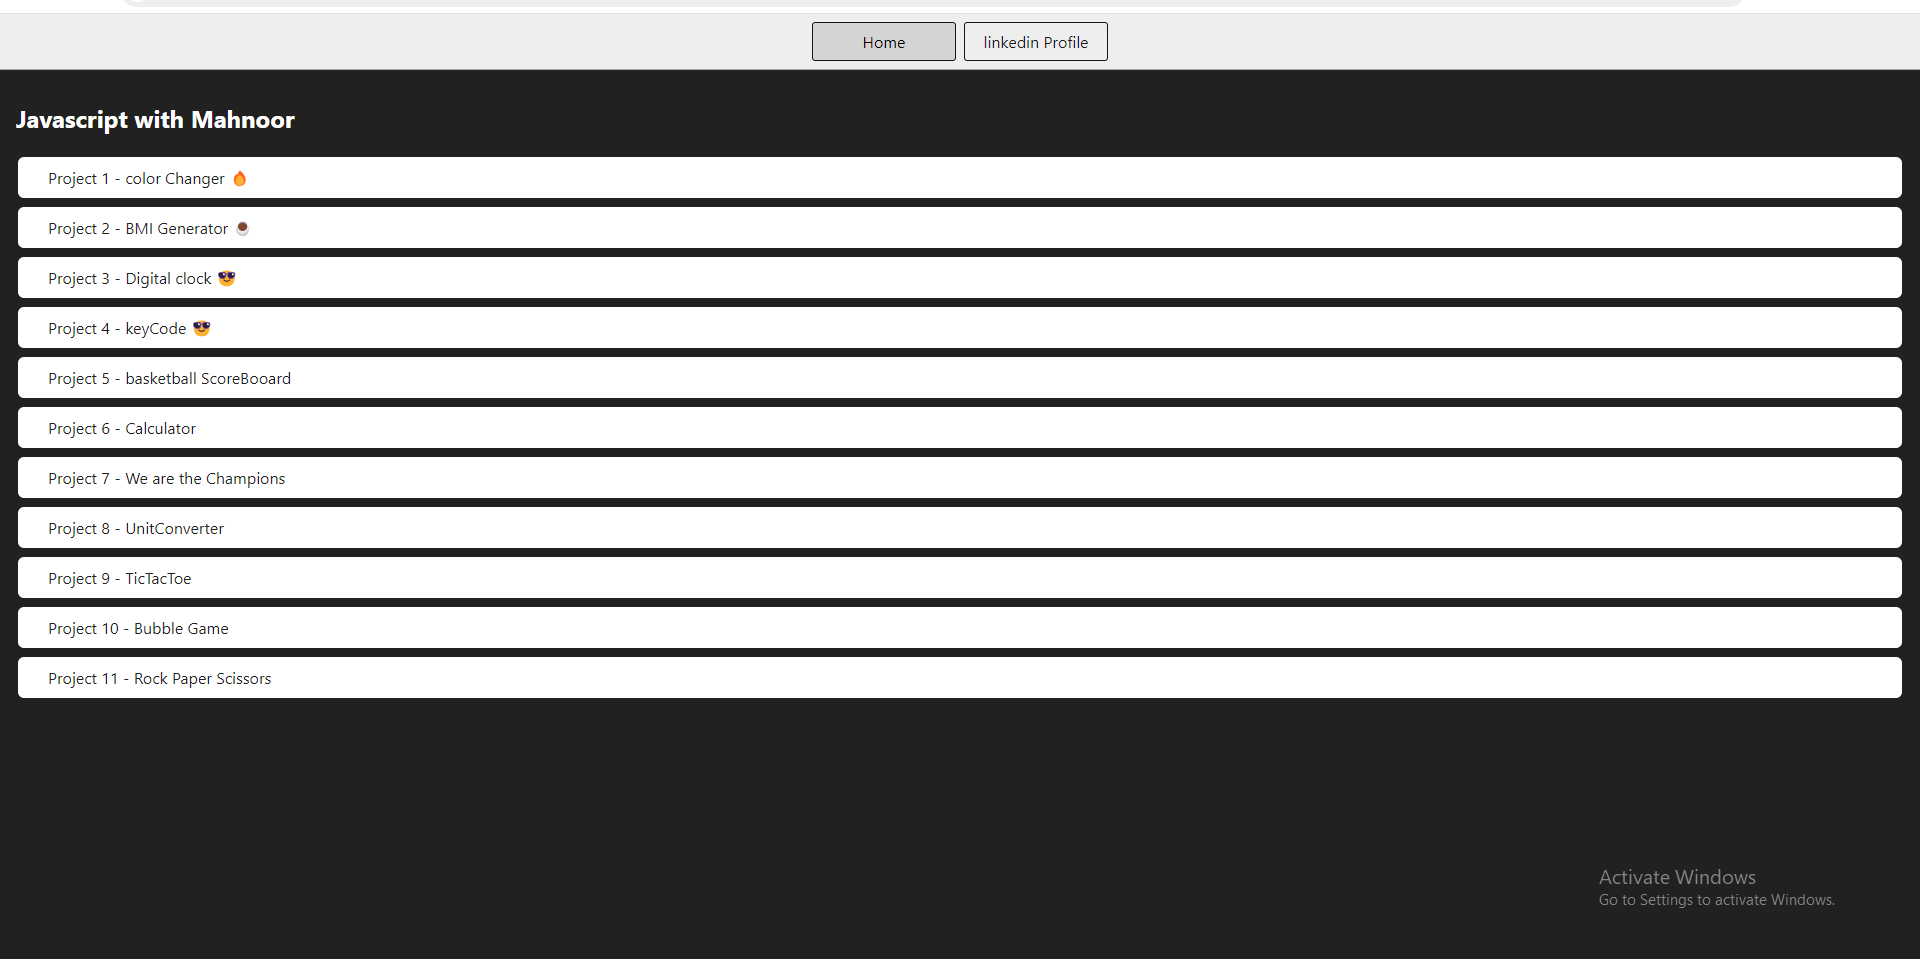 Home
linkedin Profile
Javascript with Mahnoor
Project 1 - color Changer 🔥
Project 2 - BMI Generator ☕
Project 3 - Digital clock 😎
Project 4 - keyCode 😎
Project 5 - basketball ScoreBooard
Project 6 - Calculator
Project 7 - We are the Champions
Project 8 - UnitConverter
Project 9 - TicTacToe
Project 10 - Bubble Game
Project 11 - Rock Paper Scissors
Activate Windows
Go to Settings to activate Windows.